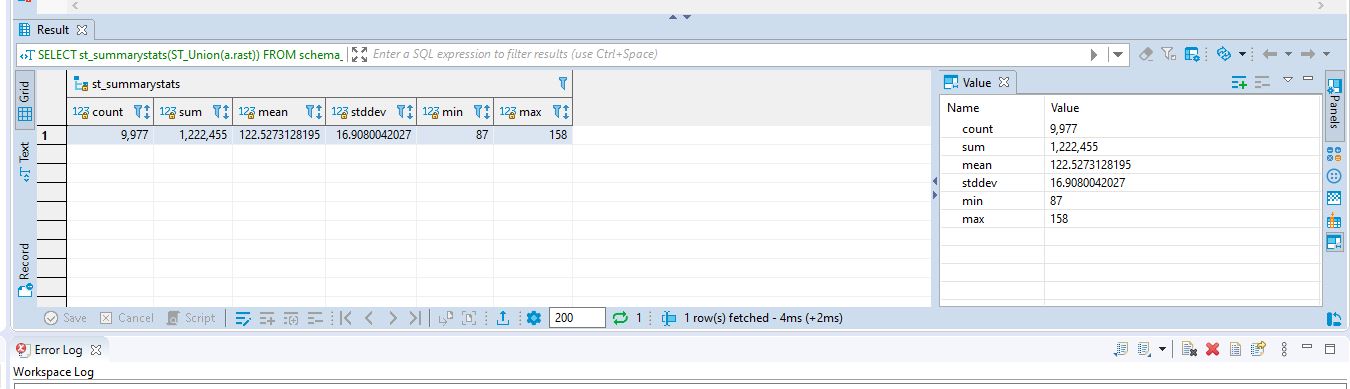 Result
SELECT st_summarystats(ST_Union(a.rast)) FROM schema_ Enter a SQL expression to filter results (use Ctrl+Space)
Grid
Text
Record
st_summarystats
123 count 123 sum 123 mean 123 stddev 123 min 123 max
1 9,977 1,222,455 122.5273128195 16.9080042027 87 158
Value
Name Value
count 9,977
sum 1,222,455
mean 122.5273128195
stddev 16.9080042027
min 87
max 158
Panels
Save Cancel Script 200 1 1 row(s) fetched - 4ms (+2ms)
Error Log
Workspace Log